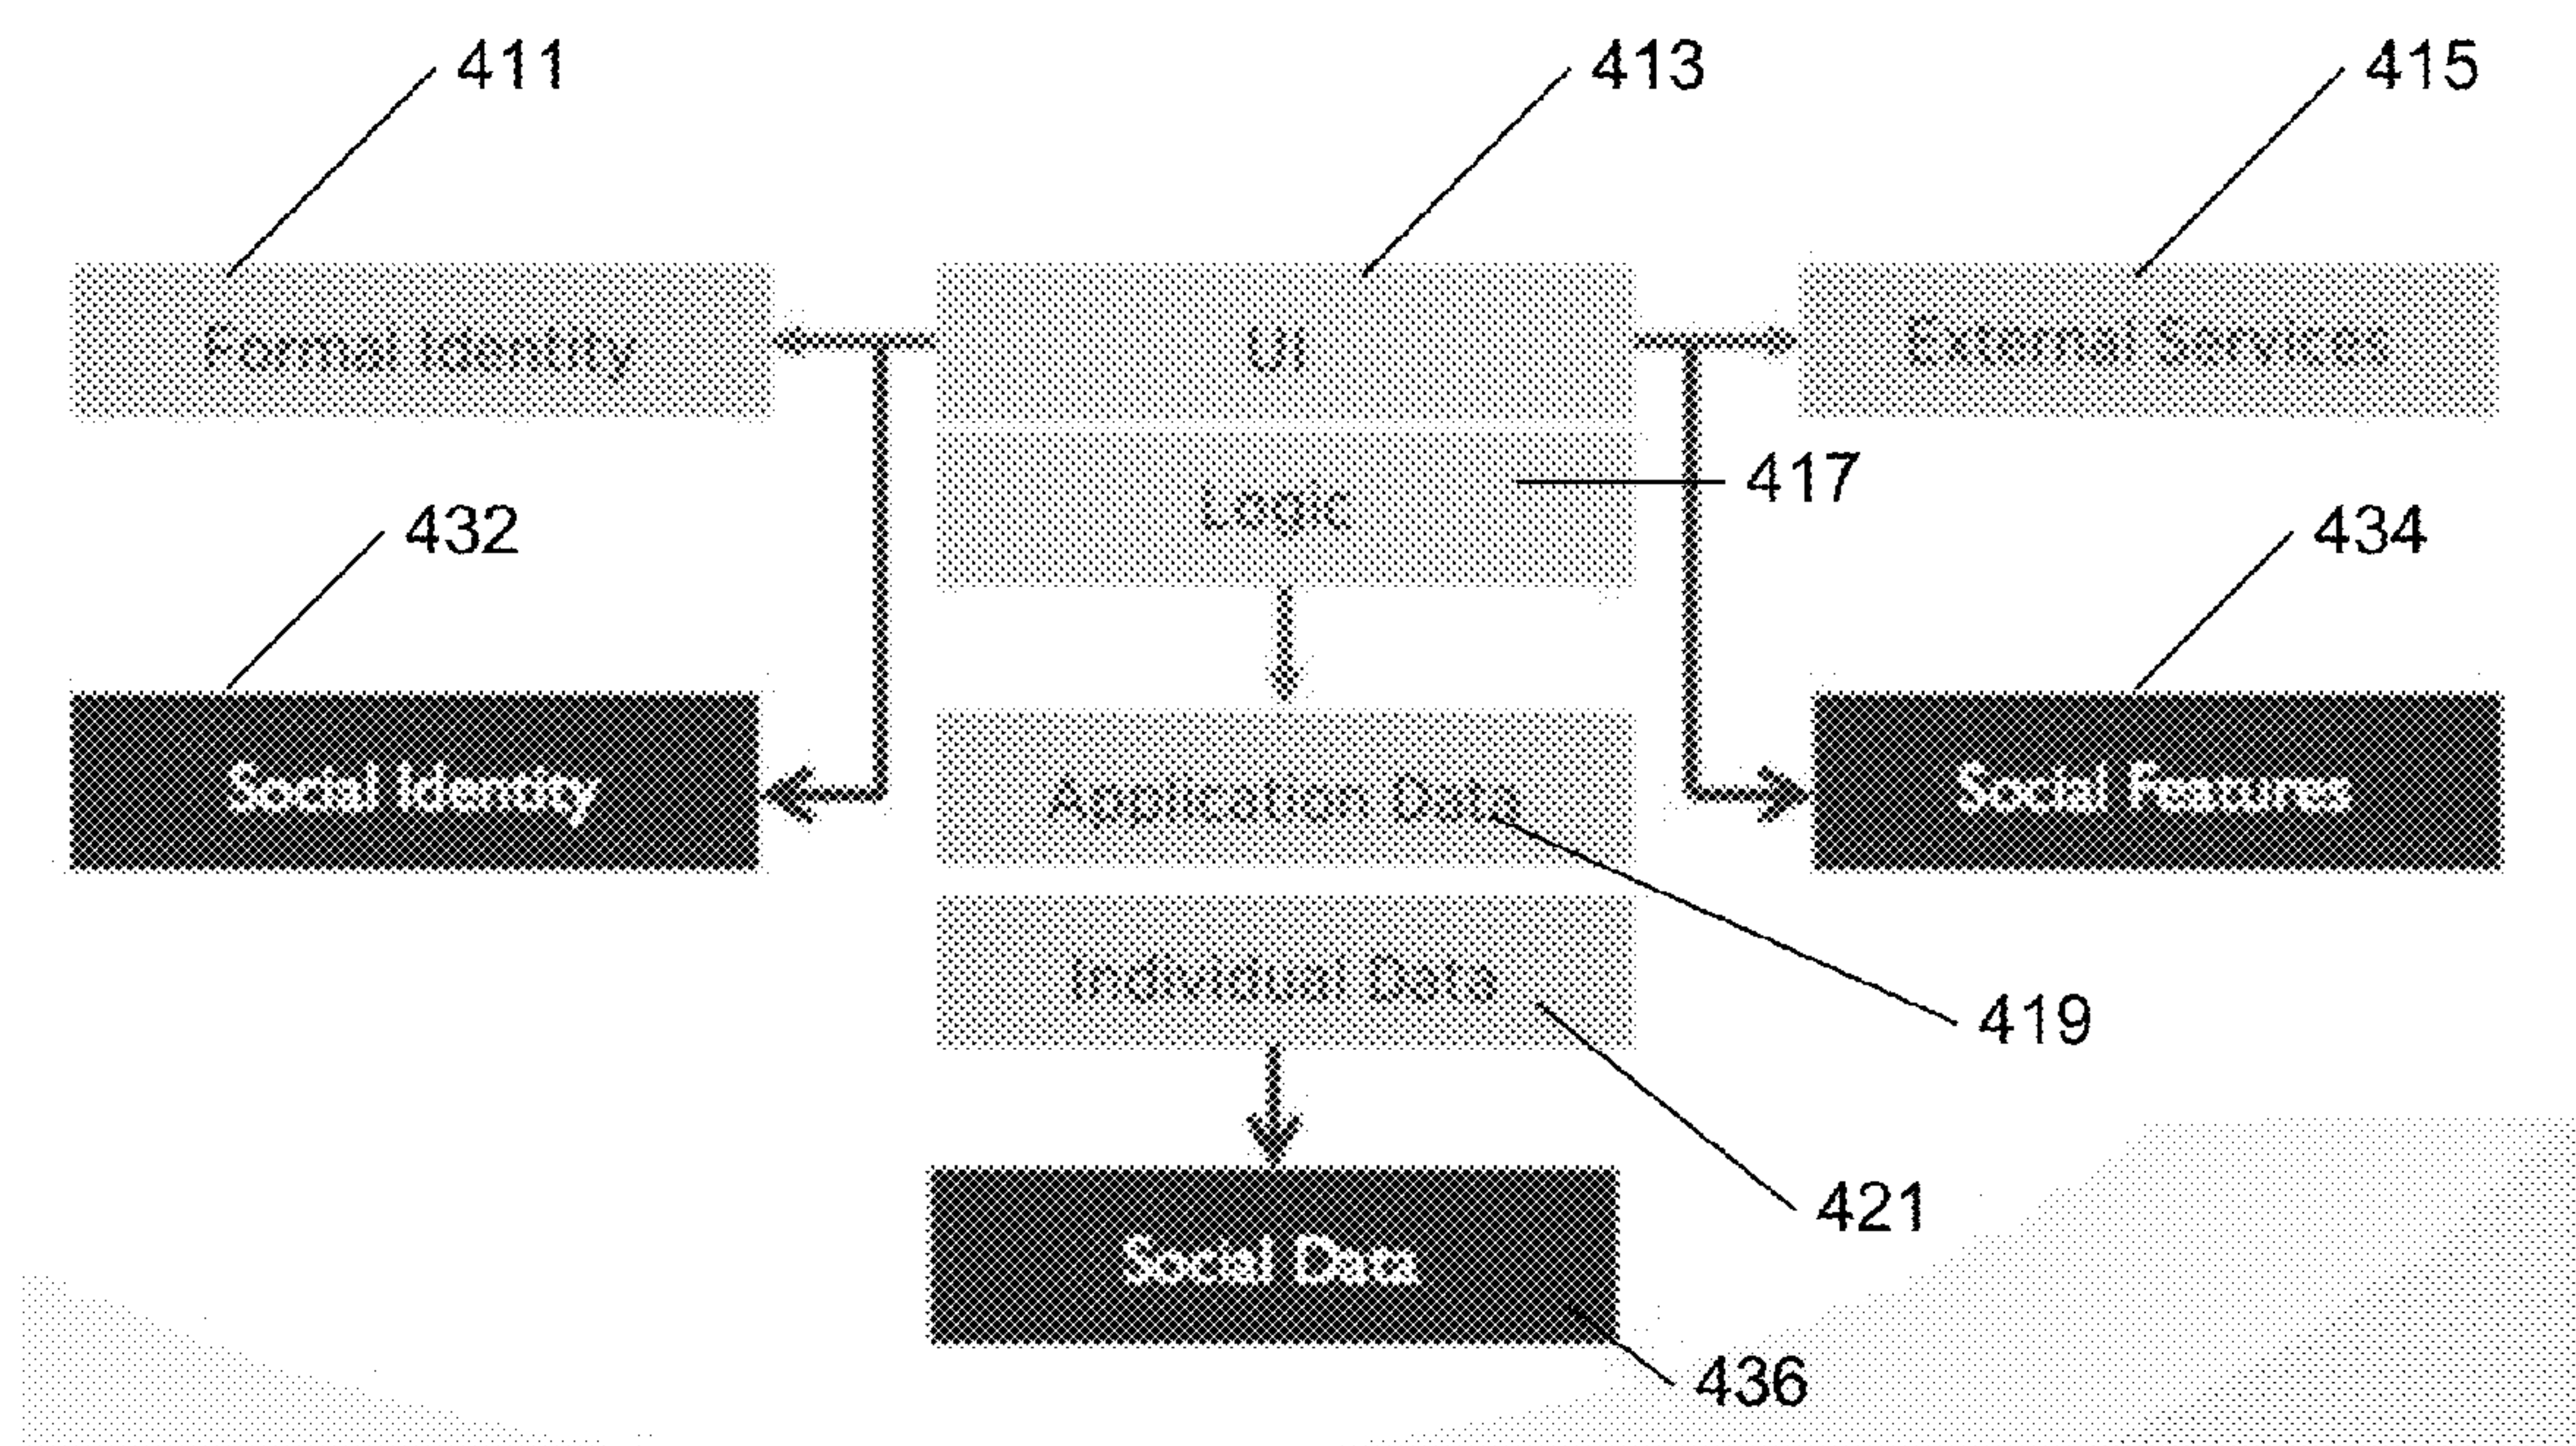 411
413
415
Formal Identity
UI
External Services
417
Logic
432
434
Social Identity
Application Data
Social Features
Individual Data
419
421
Social Data
436